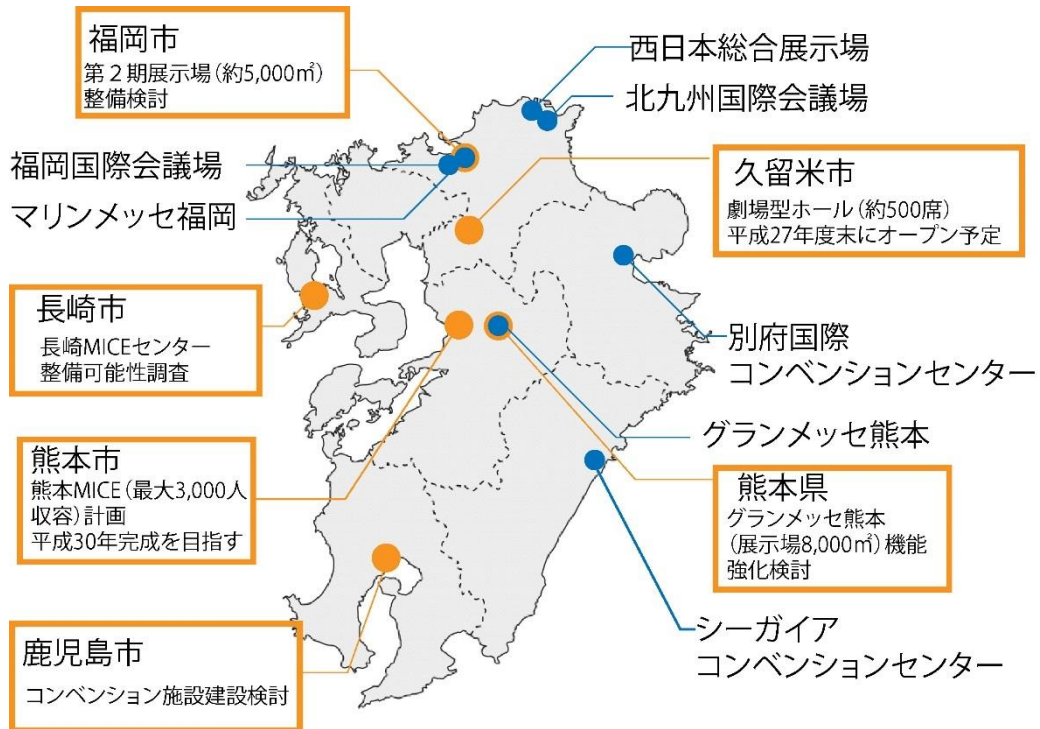 福岡市
第2期展示場(約5,000㎡)
整備検討
西日本総合展示場
北九州国際会議場
福岡国際会議場
マリンメッセ福岡
久留米市
劇場型ホール(約500席)
平成27年度末にオープン予定
長崎市
長崎MICEセンター
整備可能性調査
別府国際
コンベンションセンター
グランメッセ熊本
熊本市
熊本MICE(最大3,000人
収容)計画
平成30年完成を目指す
熊本県
グランメッセ熊本
(展示場8,000㎡)機能
強化検討
シーガイア
コンベンションセンター
鹿児島市
コンベンション施設建設検討